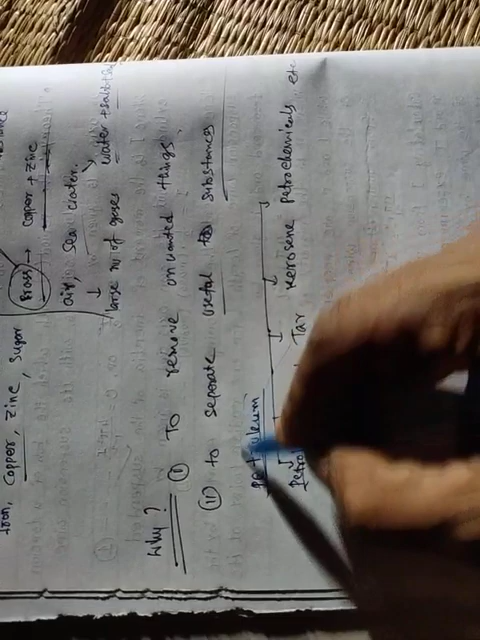 Iron, Copper, Zinc, Sugar
Brass → Copper + Zinc
air, sea water.
large no of gases water + salt +
Why? (i) To remove unwanted things.
(ii) to separate useful substances
Petroleum
Petrol Tar Kerosene Petrochemicals etc